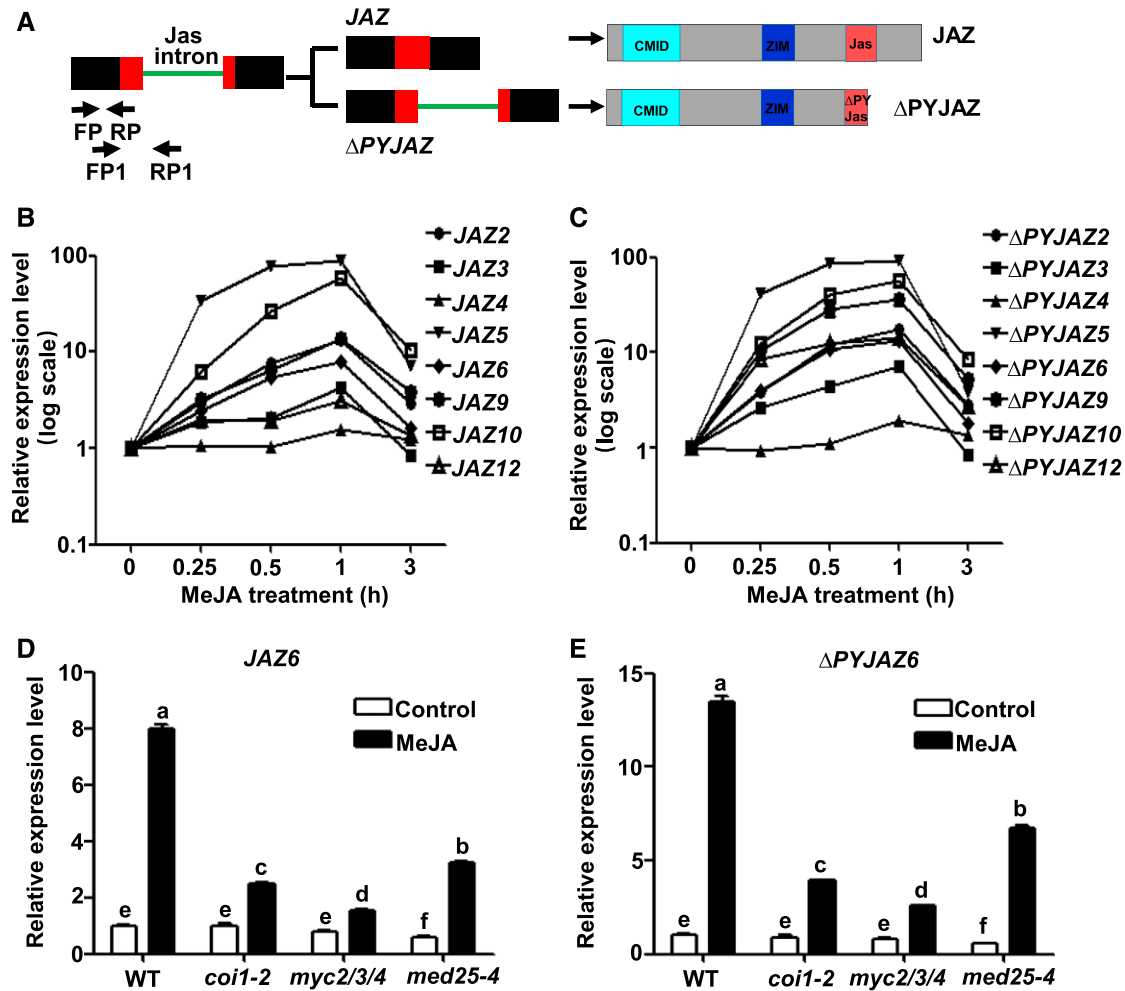 A
Jas
intron
FP RP
FP1 RP1
JAZ
ΔPYJAZ
CMID ZIM Jas JAZ
CMID ZIM ΔPY
Jas
ΔPYJAZ
B
Relative expression level
(log scale)
100
10
1
0.1
0 0.25 0.5 1 3
MeJA treatment (h)
JAZ2
JAZ3
JAZ4
JAZ5
JAZ6
JAZ9
JAZ10
JAZ12
C
Relative expression level
(log scale)
100
10
1
0.1
0 0.25 0.5 1 3
MeJA treatment (h)
ΔPYJAZ2
ΔPYJAZ3
ΔPYJAZ4
ΔPYJAZ5
ΔPYJAZ6
ΔPYJAZ9
ΔPYJAZ10
ΔPYJAZ12
D
JAZ6
Relative expression level
10
8
6
4
2
0
Control
MeJA
e a e c e d f b
WT coi1-2 myc2/3/4 med25-4
E
ΔPYJAZ6
Relative expression level
15
10
5
0
Control
MeJA
e a e c e d f b
WT coi1-2 myc2/3/4 med25-4